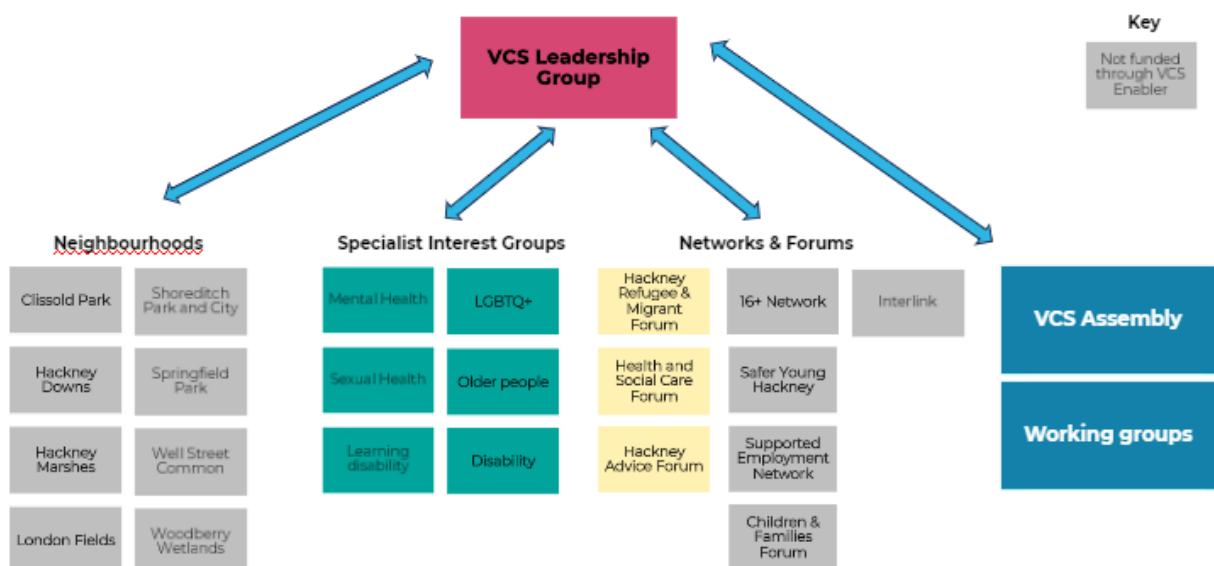 VCS Leadership
Group
Key
Not funded
through VCS
Enabler
Neighbourhoods
Clissold Park
Shoreditch
Park and City
Hackney
Downs
Springfield
Park
Hackney
Marshes
Well Street
Common
London Fields
Woodberry
Wetlands
Specialist Interest Groups
Mental Health
LGBTQ+
Sexual Health
Older people
Learning
disability
Disability
Networks & Forums
Hackney
Refugee &
Migrant
Forum
16+ Network
Interlink
Health and
Social Care
Forum
Safer Young
Hackney
Hackney
Advice Forum
Supported
Employment
Network
Children &
Families
Forum
VCS Assembly
Working groups